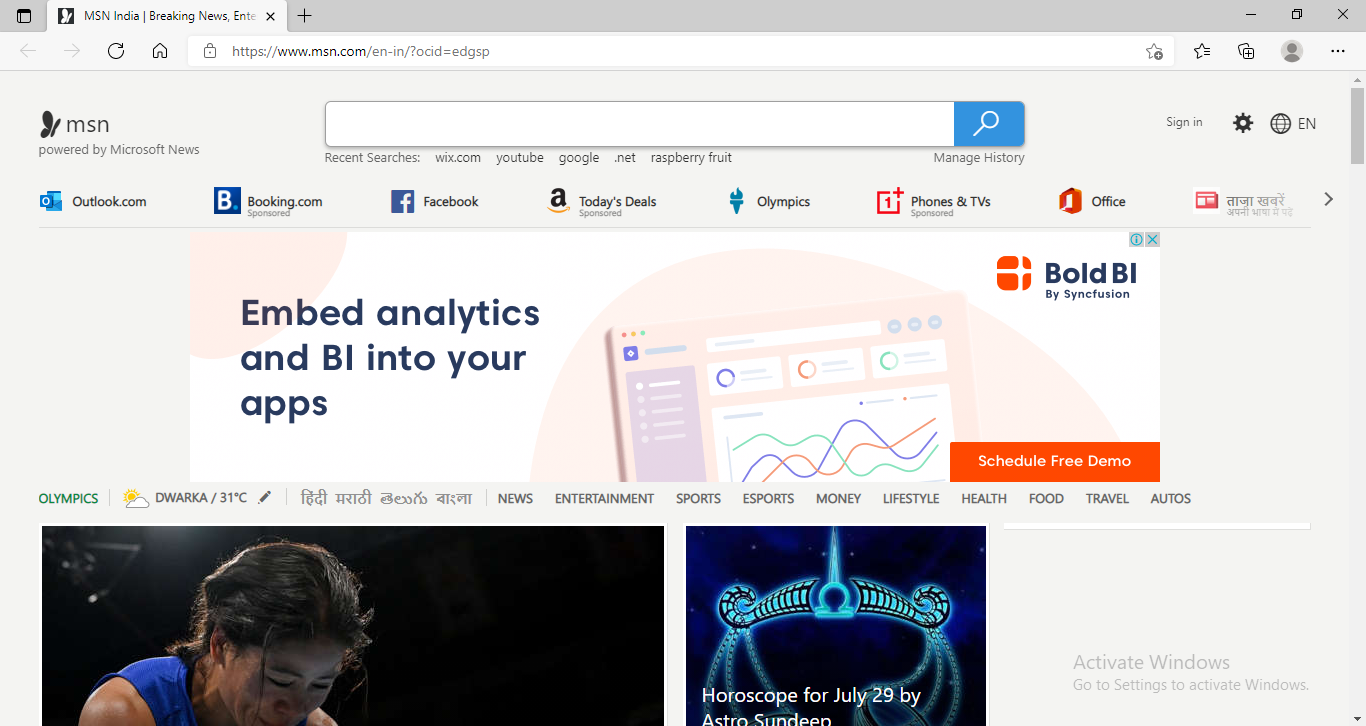 MSN India | Breaking News, Ente
https://www.msn.com/en-in/?ocid=edgsp
msn
powered by Microsoft News
Sign in
EN
Recent Searches: wix.com youtube google .net raspberry fruit Manage History
Outlook.com
Booking.com
Sponsored
Facebook
a
Today's Deals
Sponsored
Olympics
Phones & TVs
Sponsored
Office
ताज़ा खबरें
अपनी भाषा में पढ़ें
Bold BI
By Syncfusion
Embed analytics
and BI into your
apps
Schedule Free Demo
OLYMPICS DWARKA / 31°C हिंदी मराठी తెలుగు বাংলা NEWS ENTERTAINMENT SPORTS ESPORTS MONEY LIFESTYLE HEALTH FOOD TRAVEL AUTOS
Horoscope for July 29 by
Astro Sundeep
Activate Windows
Go to Settings to activate Windows.